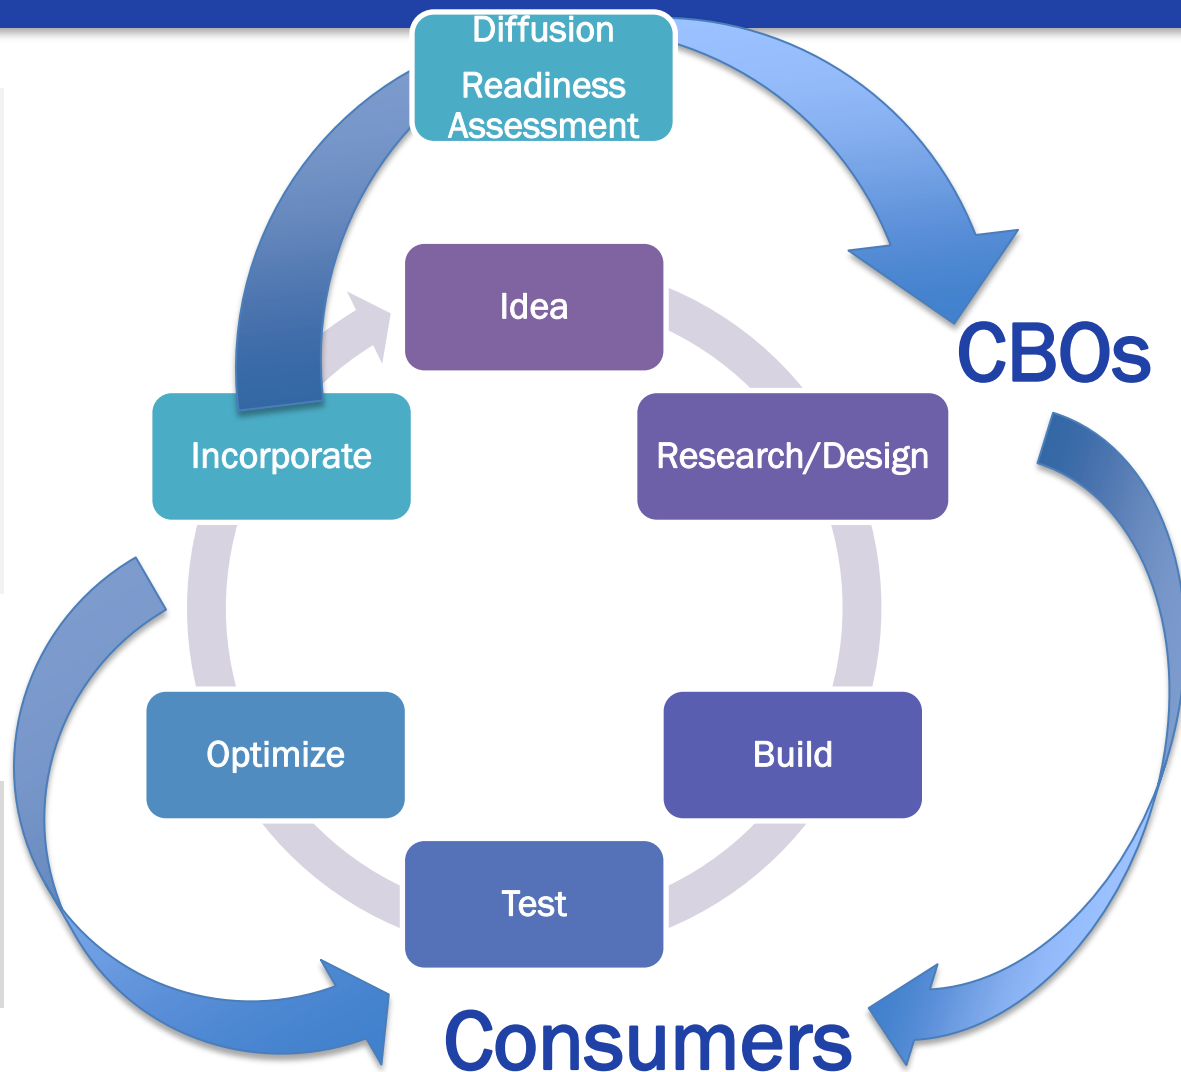 Diffusion
Readiness
Assessment
Idea
CBOs
Incorporate
Research/Design
Optimize
Build
Test
Consumers